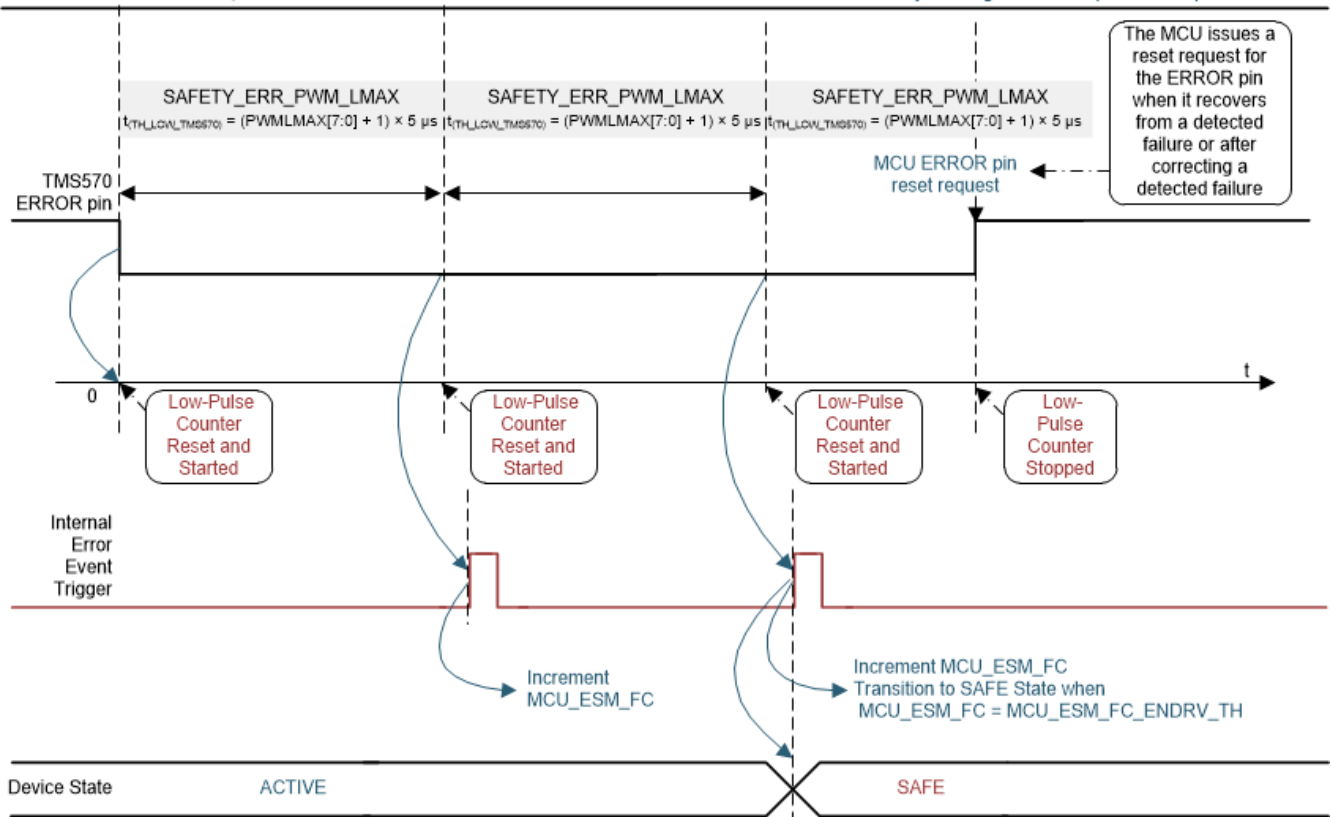 The MCU issues a
reset request for
the ERROR pin
when it recovers
from a detected
failure or after
correcting a
detected failure
SAFETY_ERR_PWM_LMAX
t(TH_LOW_TMS570) = (PWMLMAX[7:0] + 1) × 5 µs
SAFETY_ERR_PWM_LMAX
t(TH_LOW_TMS570) = (PWMLMAX[7:0] + 1) × 5 µs
SAFETY_ERR_PWM_LMAX
t(TH_LOW_TMS570) = (PWMLMAX[7:0] + 1) × 5 µs
MCU ERROR pin
reset request
TMS570
ERROR pin
t
0
Low-Pulse
Counter
Reset and
Started
Low-Pulse
Counter
Reset and
Started
Low-Pulse
Counter
Reset and
Started
Low-
Pulse
Counter
Stopped
Internal
Error
Event
Trigger
Increment
MCU_ESM_FC
Increment MCU_ESM_FC
Transition to SAFE State when
MCU_ESM_FC = MCU_ESM_FC_ENDRV_TH
Device State
ACTIVE
SAFE